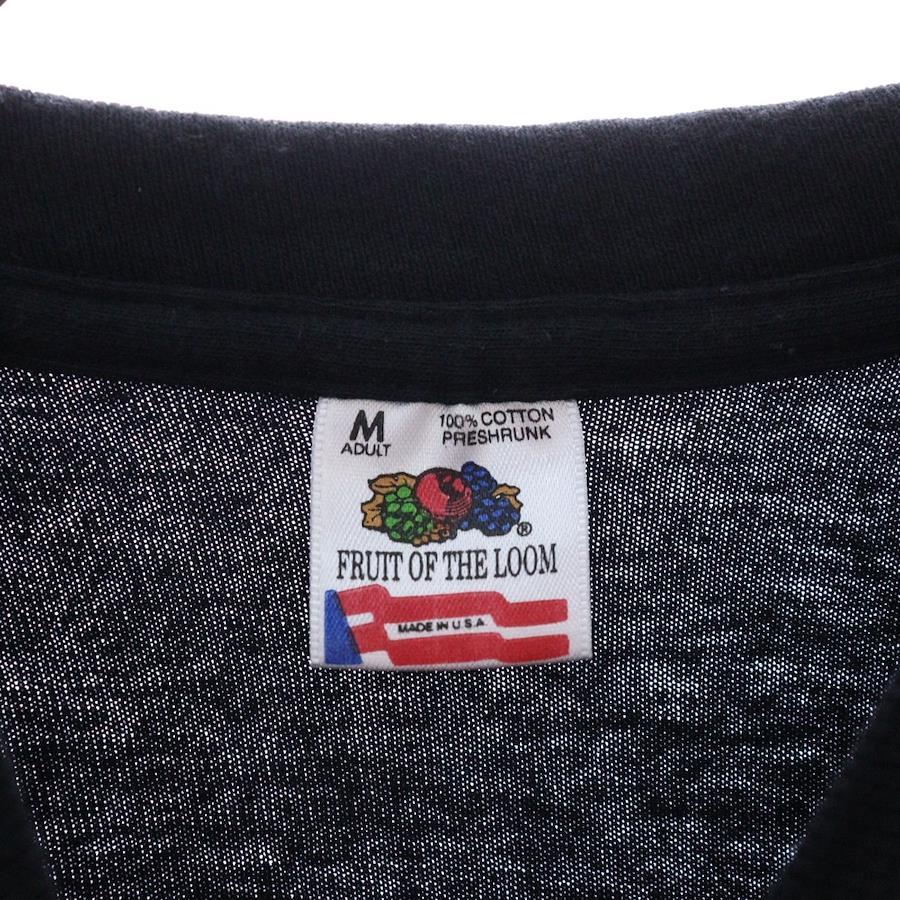 M
ADULT
100% COTTON
PRESHRUNK
®
FRUIT OF THE LOOM
MADE IN U.S.A.